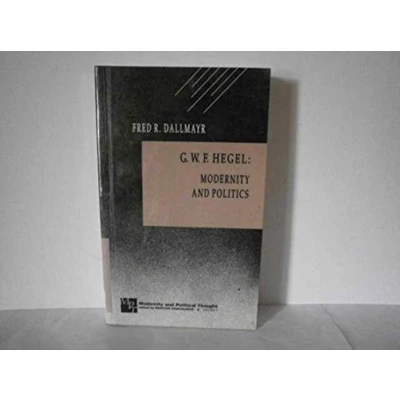 FRED R. DALLMAYR
G. W. F. HEGEL:
MODERNITY
AND POLITICS
Modernity and Political Thought